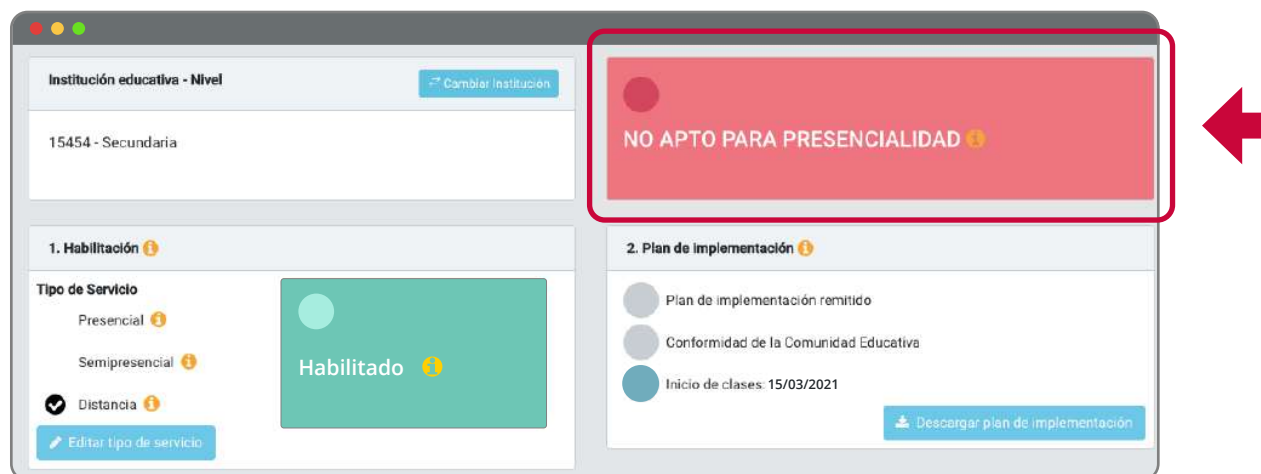 Institución educativa - Nivel
Cambiar Institución
15454 - Secundaria
NO APTO PARA PRESENCIALIDAD
1. Habilitación
Tipo de Servicio
Presencial
Semipresencial
Distancia
Editar tipo de servicio
Habilitado
2. Plan de implementación
Plan de implementación remitido
Conformidad de la Comunidad Educativa
Inicio de clases: 15/03/2021
Descargar plan de implementación